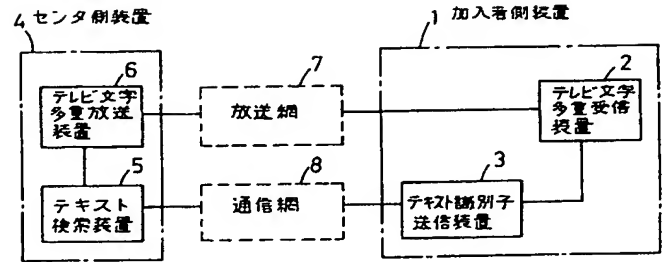 4 センタ側装置
1 加入者側装置
6
テレビ文字
多重放送
装置
7
放送網
2
テレビ文字
多重受信
装置
5
テキスト
検索装置
8
通信網
3
テキスト識別子
送信装置